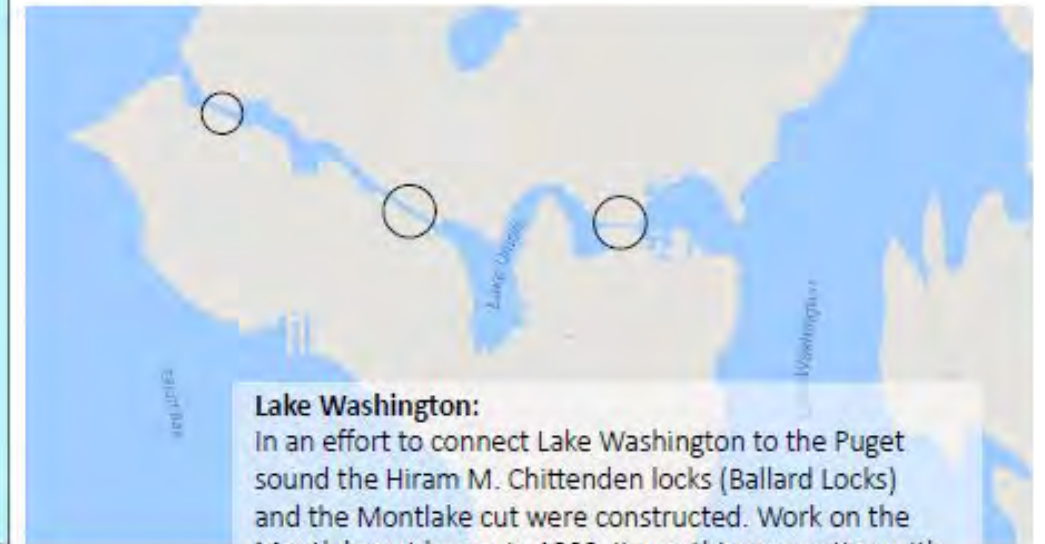 Lake Union
Washington
Lake Washington:
In an effort to connect Lake Washington to the Puget
sound the Hiram M. Chittenden locks (Ballard Locks)
and the Montlake cut were constructed. Work on the